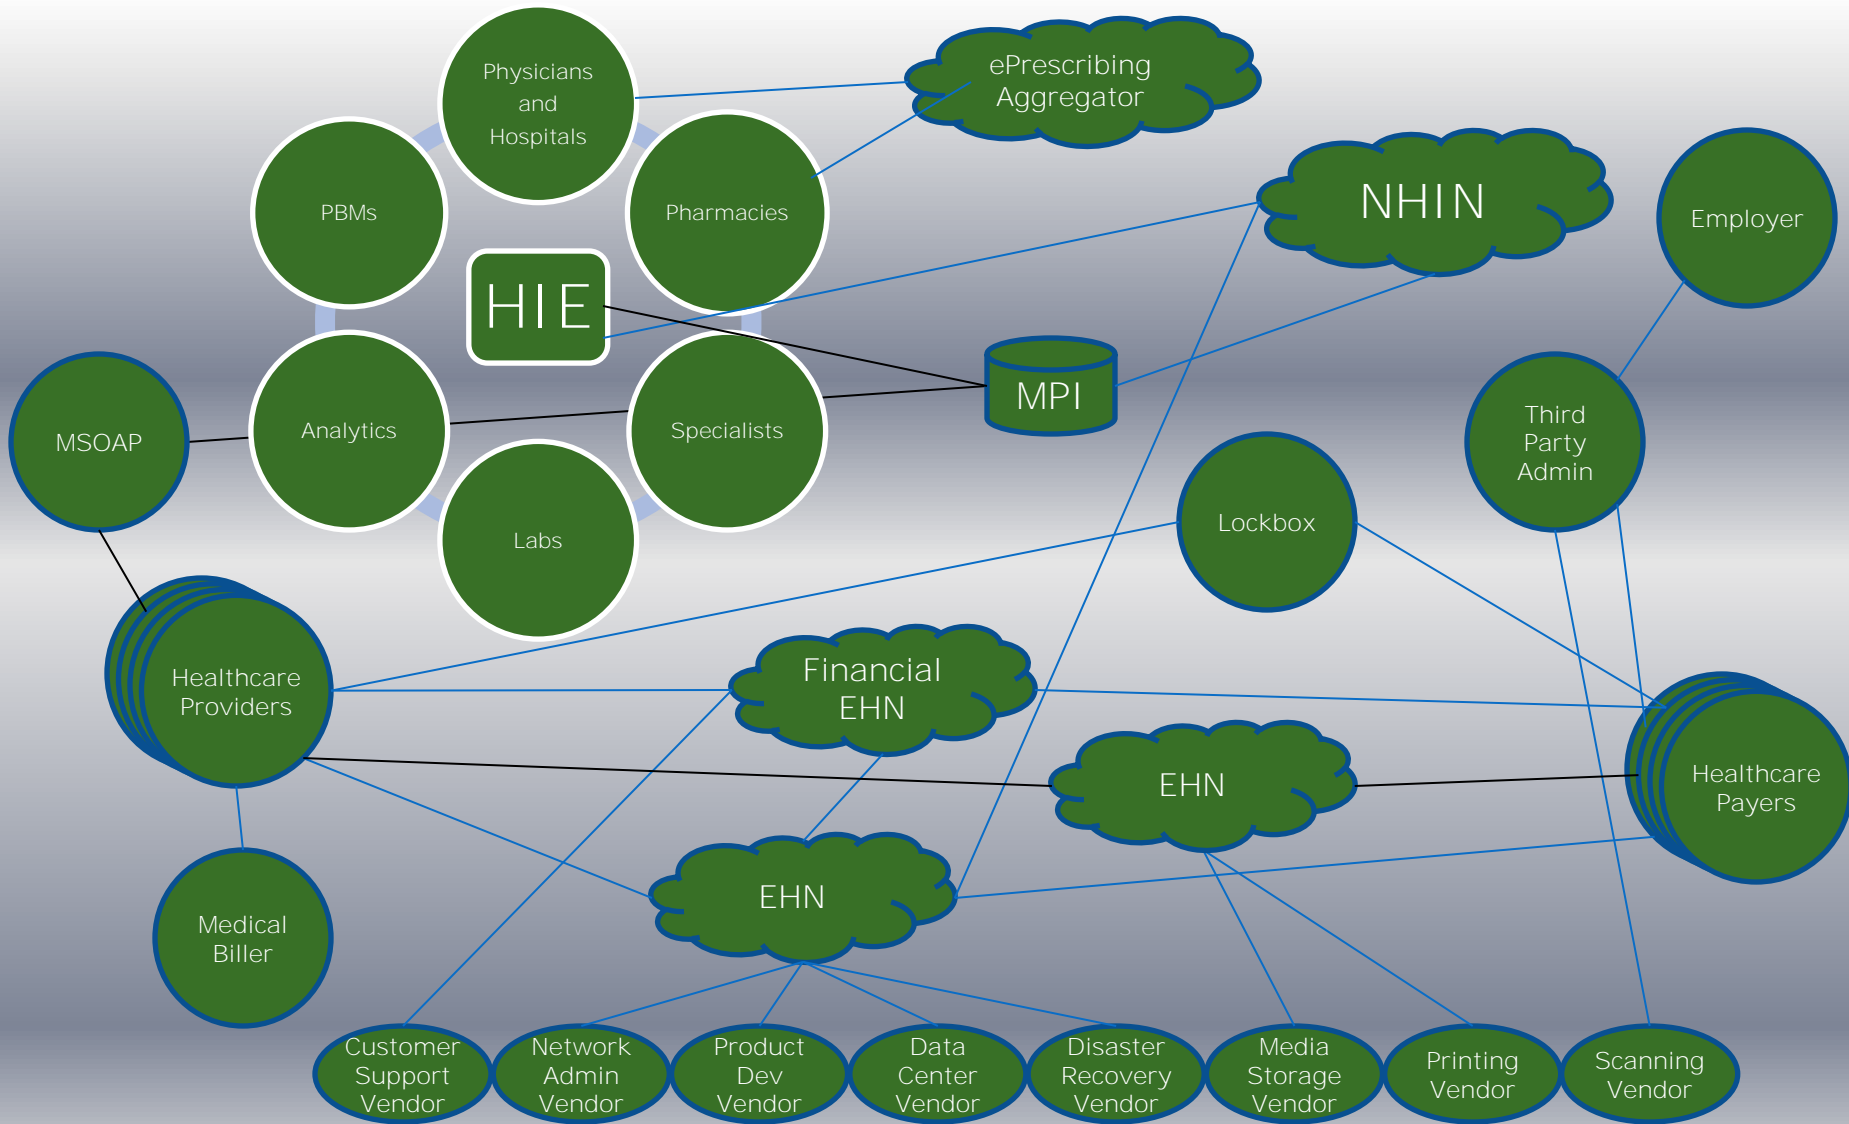 Physicians
and
Hospitals
ePrescribing
Aggregator
PBMs
Pharmacies
NHIN
Employer
HIE
MPI
MSOAP
Analytics
Specialists
Third
Party
Admin
Labs
Lockbox
Healthcare
Providers
Financial
EHN
EHN
Healthcare
Payers
EHN
Medical
Biller
Customer
Support
Vendor
Network
Admin
Vendor
Product
Dev
Vendor
Data
Center
Vendor
Disaster
Recovery
Vendor
Media
Storage
Vendor
Printing
Vendor
Scanning
Vendor